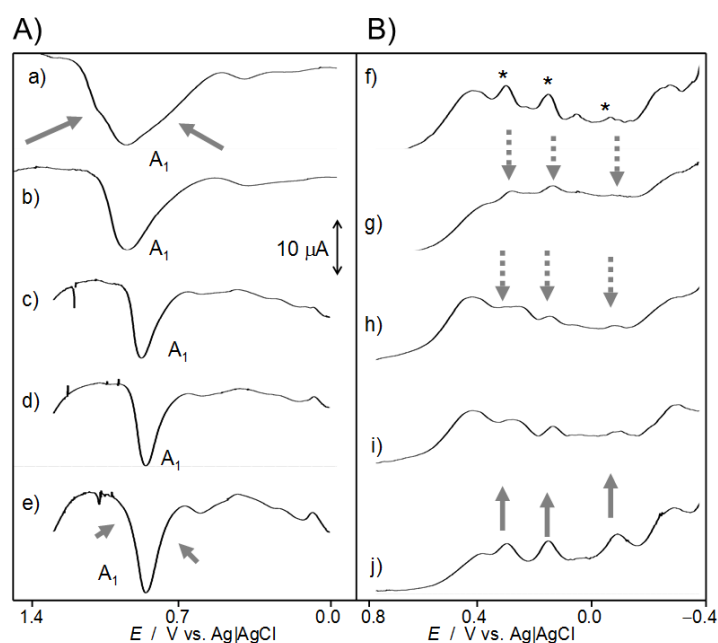 A)
B)
a)
A1
b)
A1
10 μA
c)
A1
d)
A1
e)
A1
1.4
0.7
0.0
E / V vs. Ag|AgCl
f)
* * *
g)
h)
i)
j)
0.8
0.4
0.0
−0.4
E / V vs. Ag|AgCl